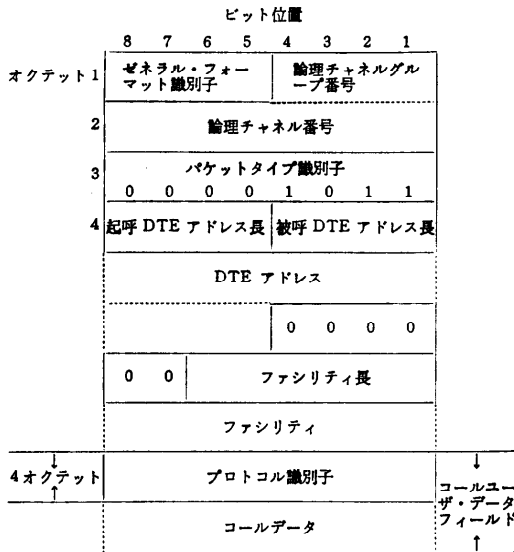 ビット位置
8 7 6 5 4 3 2 1
オクテット 1
ゼネラル・フォー
マット識別子
論理チャネルグル
ープ番号
2
論理チャネル番号
3
パケットタイプ識別子
0 0 0 0 1 0 1 1
4
起呼 DTE アドレス長
被呼 DTE アドレス長
DTE アドレス
0 0 0 0
0 0
ファシリティ長
ファシリティ
4 オクテット
プロトコル識別子
コールユー
ザ・データ
フィールド
コールデータ